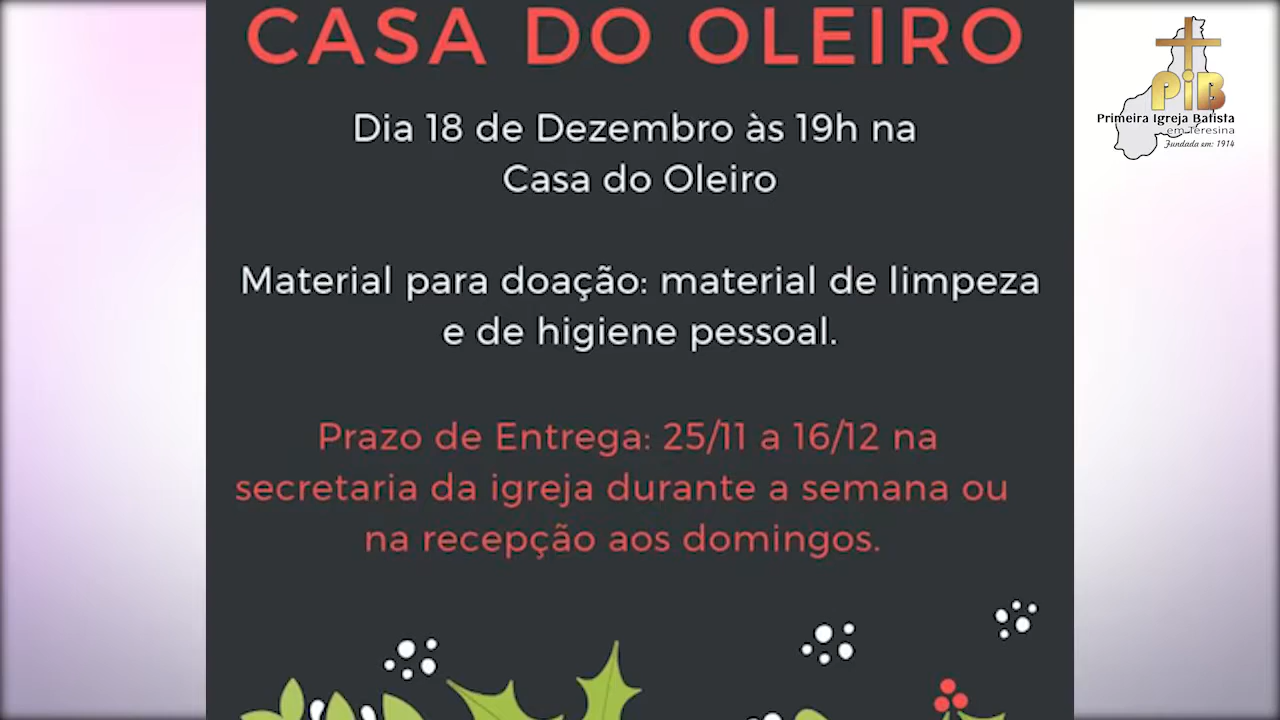 CASA DO OLEIRO
Dia 18 de Dezembro às 19h na
Casa do Oleiro
Material para doação: material de limpeza
e de higiene pessoal.
Prazo de Entrega: 25/11 a 16/12 na
secretaria da igreja durante a semana ou
na recepção aos domingos.
PiB
Primeira Igreja Batista
em Teresina
Fundada em: 1914